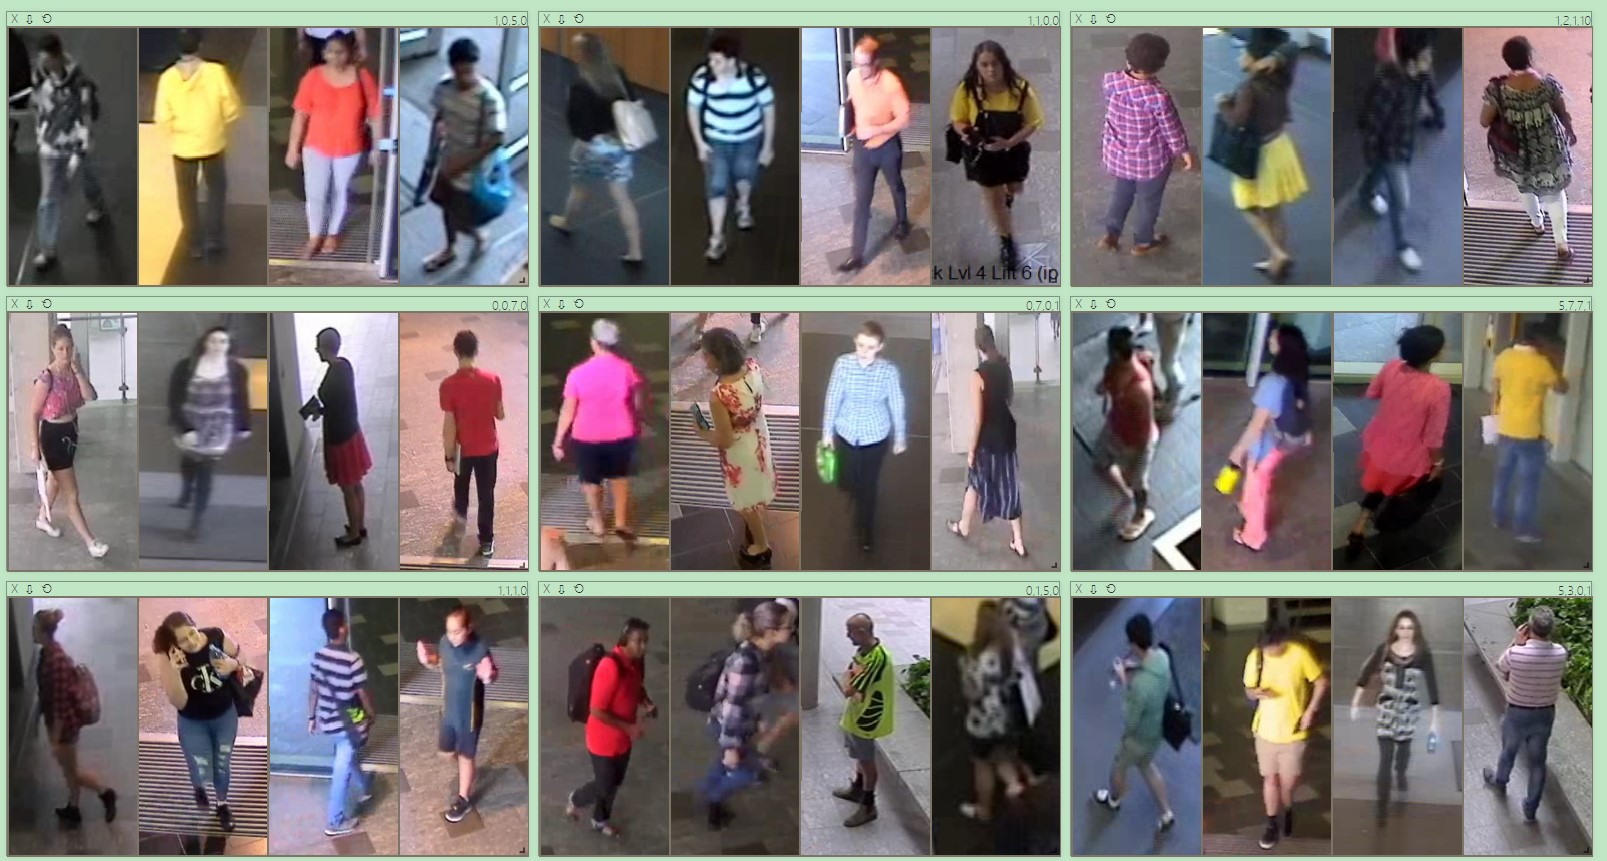 X 1,0,5,0
X 1,1,0,0
X 1,2,1,10
k Lvl 4 Lift 6 (ip
X 0,0,7,0
X 0,7,0,1
X 5,7,7,1
X 1,1,1,0
X 0,1,5,0
X 5,3,0,1
CK